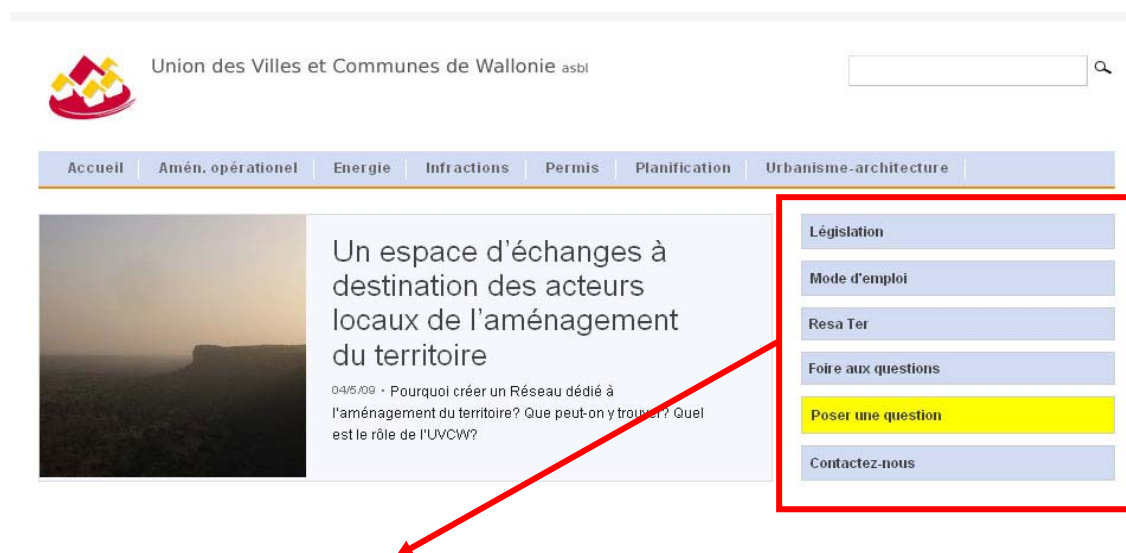 Union des Villes et Communes de Wallonie asbl
Accueil Amén. opérationel Energie Infractions Permis Planification Urbanisme-architecture
Un espace d'échanges à
destination des acteurs
locaux de l'aménagement
du territoire
04/5/09 · Pourquoi créer un Réseau dédié à
l'aménagement du territoire? Que peut-on y trouver? Quel
est le rôle de l'UVCW?
Législation
Mode d'emploi
Resa Ter
Foire aux questions
Poser une question
Contactez-nous